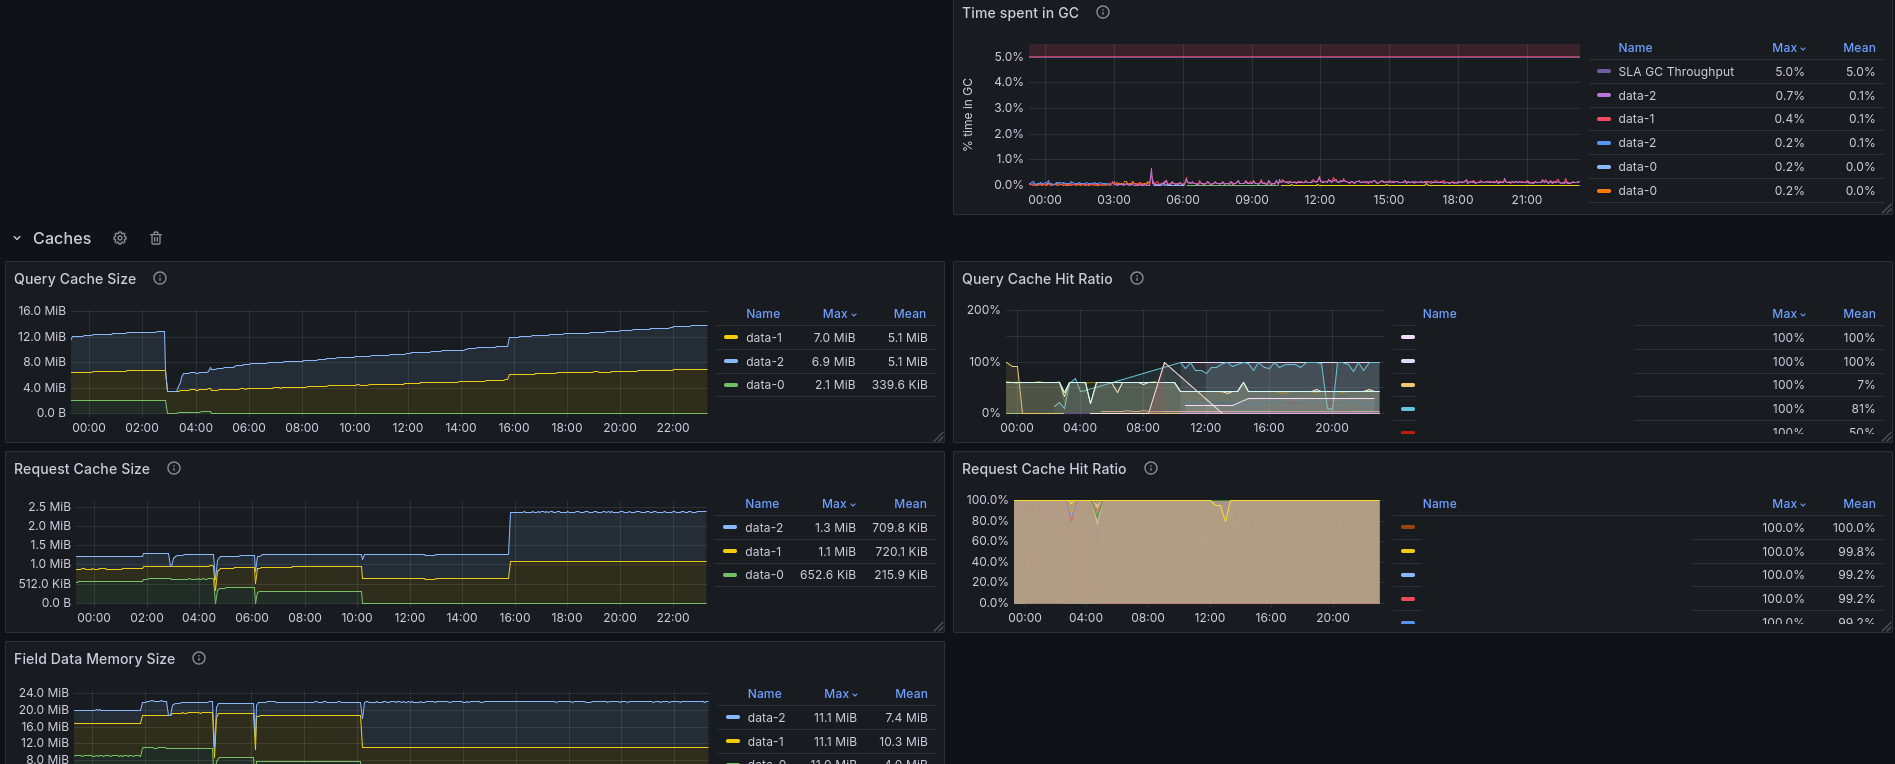 Time spent in GC
% time in GC
5.0%
4.0%
3.0%
2.0%
1.0%
0.0%
00:00 03:00 06:00 09:00 12:00 15:00 18:00 21:00
Name Max Mean
SLA GC Throughput 5.0% 5.0%
data-2 0.7% 0.1%
data-1 0.4% 0.1%
data-2 0.2% 0.1%
data-0 0.2% 0.0%
data-0 0.2% 0.0%
Caches
Query Cache Size
16.0 MiB
12.0 MiB
8.0 MiB
4.0 MiB
0.0 B
00:00 02:00 04:00 06:00 08:00 10:00 12:00 14:00 16:00 18:00 20:00 22:00
Name Max Mean
data-1 7.0 MiB 5.1 MiB
data-2 6.9 MiB 5.1 MiB
data-0 2.1 MiB 339.6 KiB
Query Cache Hit Ratio
200%
100%
0%
00:00 04:00 08:00 12:00 16:00 20:00
Name Max Mean
100% 100%
100% 100%
100% 7%
100% 81%
100% 50%
Request Cache Size
2.5 MiB
2.0 MiB
1.5 MiB
1.0 MiB
512.0 KiB
0.0 B
00:00 02:00 04:00 06:00 08:00 10:00 12:00 14:00 16:00 18:00 20:00 22:00
Name Max Mean
data-2 1.3 MiB 709.8 KiB
data-1 1.1 MiB 720.1 KiB
data-0 652.6 KiB 215.9 KiB
Request Cache Hit Ratio
100.0%
80.0%
60.0%
40.0%
20.0%
0.0%
00:00 04:00 08:00 12:00 16:00 20:00
Name Max Mean
100.0% 100.0%
100.0% 99.8%
100.0% 99.2%
100.0% 99.2%
100.0% 99.2%
Field Data Memory Size
24.0 MiB
20.0 MiB
16.0 MiB
12.0 MiB
8.0 MiB
Name Max Mean
data-2 11.1 MiB 7.4 MiB
data-1 11.1 MiB 10.3 MiB
data-0 11.0 MiB 4.0 MiB